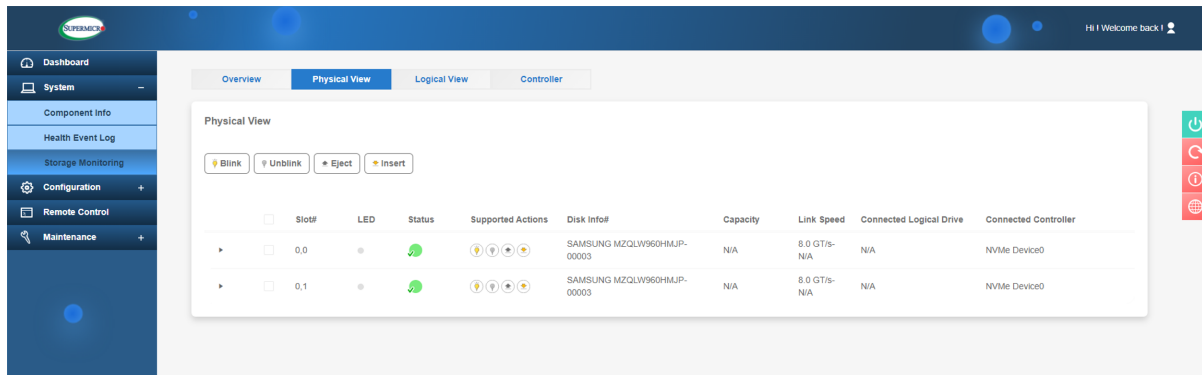 SUPERMICRO
Hi ! Welcome back !
Dashboard
System –
Component Info
Health Event Log
Storage Monitoring
Configuration +
Remote Control
Maintenance +
Overview Physical View Logical View Controller
Physical View
Blink Unblink Eject Insert
Slot# LED Status Supported Actions Disk Info# Capacity Link Speed Connected Logical Drive Connected Controller
0,0 SAMSUNG MZQLW960HMJP-00003 N/A 8.0 GT/s-N/A N/A NVMe Device0
0,1 SAMSUNG MZQLW960HMJP-00003 N/A 8.0 GT/s-N/A N/A NVMe Device0